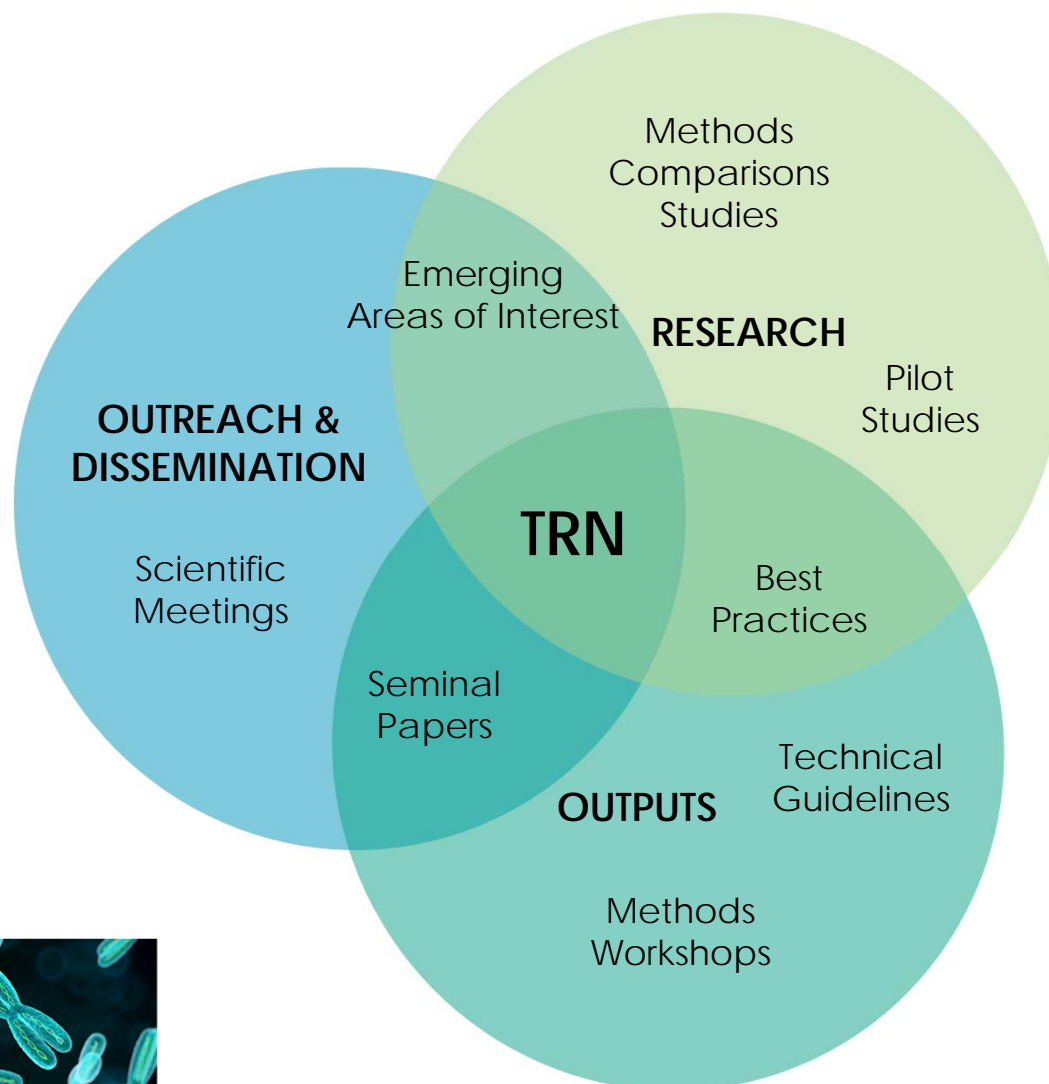 Methods
Comparisons
Studies
Emerging
Areas of Interest
RESEARCH
Pilot
Studies
OUTREACH &
DISSEMINATION
TRN
Scientific
Meetings
Best
Practices
Seminal
Papers
Technical
Guidelines
OUTPUTS
Methods
Workshops